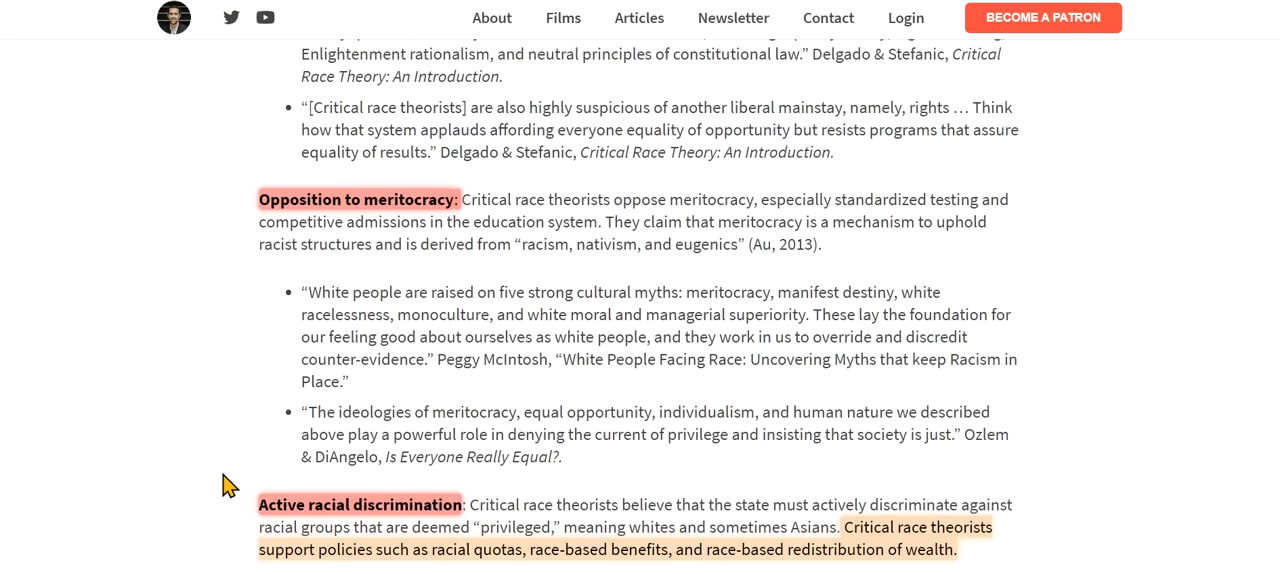 About Films Articles Newsletter Contact Login BECOME A PATRON
Enlightenment rationalism, and neutral principles of constitutional law.” Delgado & Stefanic, Critical
Race Theory: An Introduction.
• “[Critical race theorists] are also highly suspicious of another liberal mainstay, namely, rights … Think
how that system applauds affording everyone equality of opportunity but resists programs that assure
equality of results.” Delgado & Stefanic, Critical Race Theory: An Introduction.
Opposition to meritocracy: Critical race theorists oppose meritocracy, especially standardized testing and
competitive admissions in the education system. They claim that meritocracy is a mechanism to uphold
racist structures and is derived from “racism, nativism, and eugenics” (Au, 2013).
• “White people are raised on five strong cultural myths: meritocracy, manifest destiny, white
racelessness, monoculture, and white moral and managerial superiority. These lay the foundation for
our feeling good about ourselves as white people, and they work in us to override and discredit
counter-evidence.” Peggy McIntosh, “White People Facing Race: Uncovering Myths that keep Racism in
Place.”
• “The ideologies of meritocracy, equal opportunity, individualism, and human nature we described
above play a powerful role in denying the current of privilege and insisting that society is just.” Ozlem
& DiAngelo, Is Everyone Really Equal?.
Active racial discrimination: Critical race theorists believe that the state must actively discriminate against
racial groups that are deemed “privileged,” meaning whites and sometimes Asians. Critical race theorists
support policies such as racial quotas, race-based benefits, and race-based redistribution of wealth.